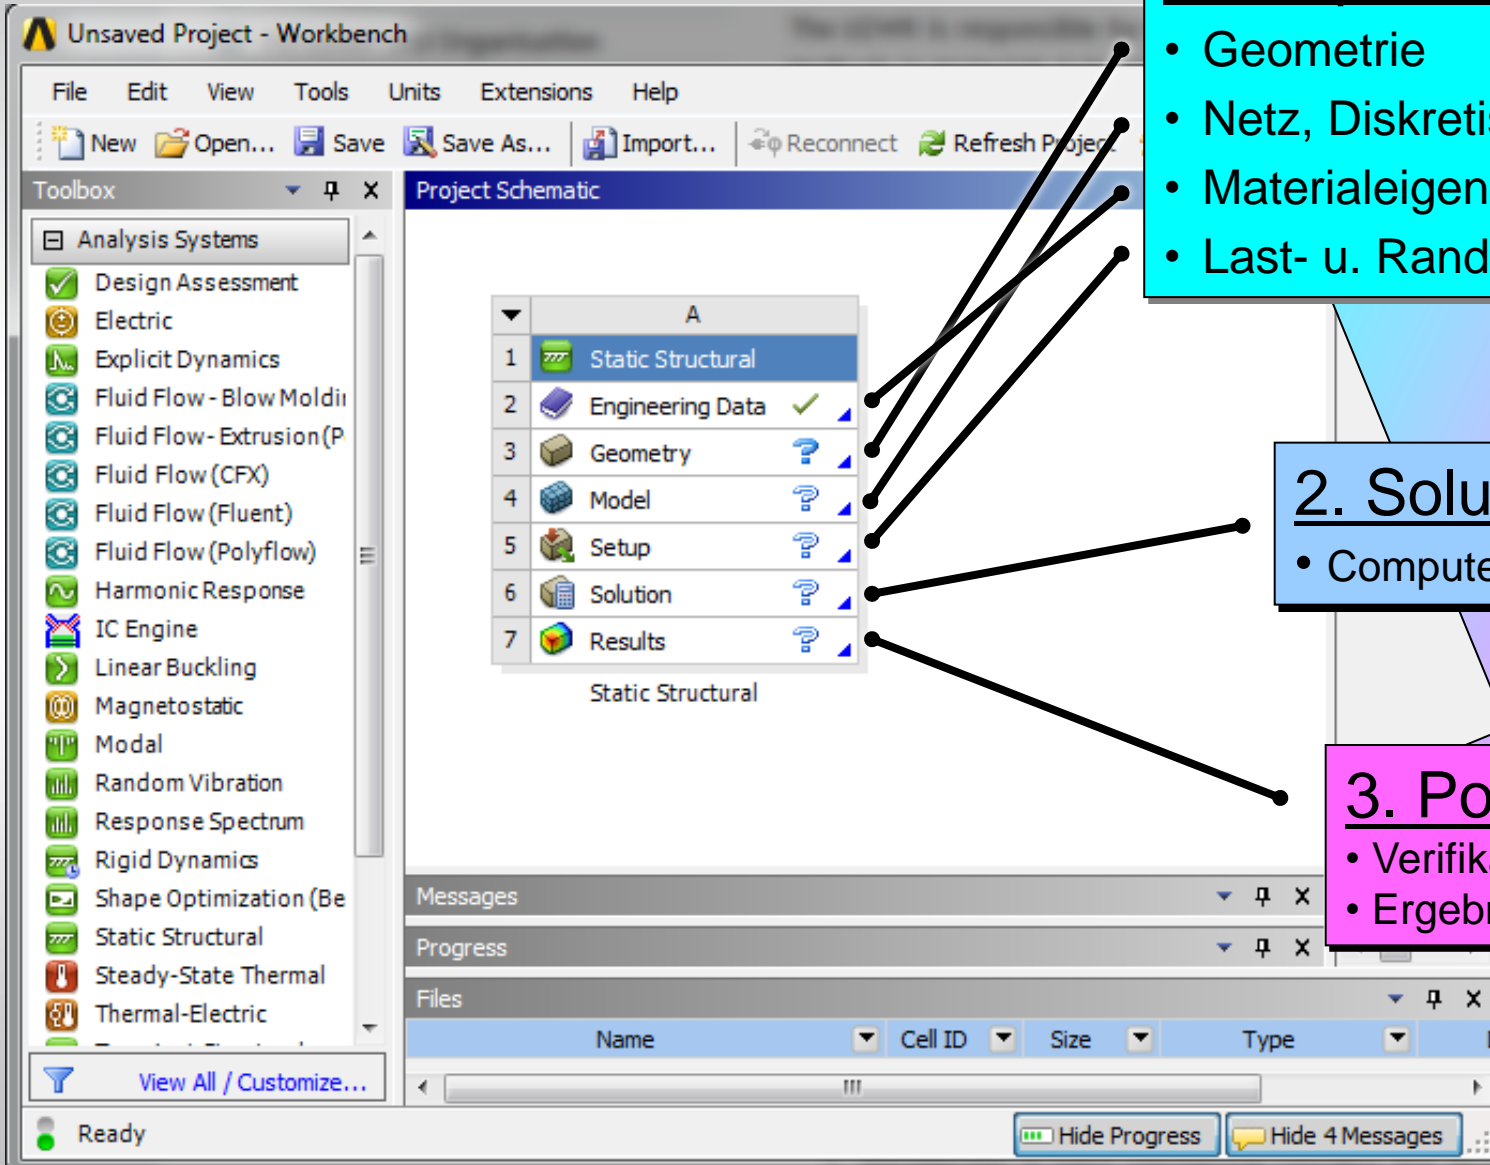 Unsaved Project - Workbench
File Edit View Tools Units Extensions Help
New Open... Save Save As... Import... Reconnect Refresh Project
Toolbox
Project Schematic
Analysis Systems
Design Assessment
Electric
Explicit Dynamics
Fluid Flow - Blow Moldi
Fluid Flow - Extrusion (P
Fluid Flow (CFX)
Fluid Flow (Fluent)
Fluid Flow (Polyflow)
Harmonic Response
IC Engine
Linear Buckling
Magnetostatic
Modal
Random Vibration
Response Spectrum
Rigid Dynamics
Shape Optimization (Be
Static Structural
Steady-State Thermal
Thermal-Electric
View All / Customize...
A
1 Static Structural
2 Engineering Data
3 Geometry
4 Model
5 Setup
6 Solution
7 Results
Static Structural
• Geometrie
• Netz, Diskretis
• Materialeigen
• Last- u. Rand
2. Solu
• Compute
3. Po
• Verifik
• Ergeb
Messages
Progress
Files
Name Cell ID Size Type
Ready
Hide Progress Hide 4 Messages